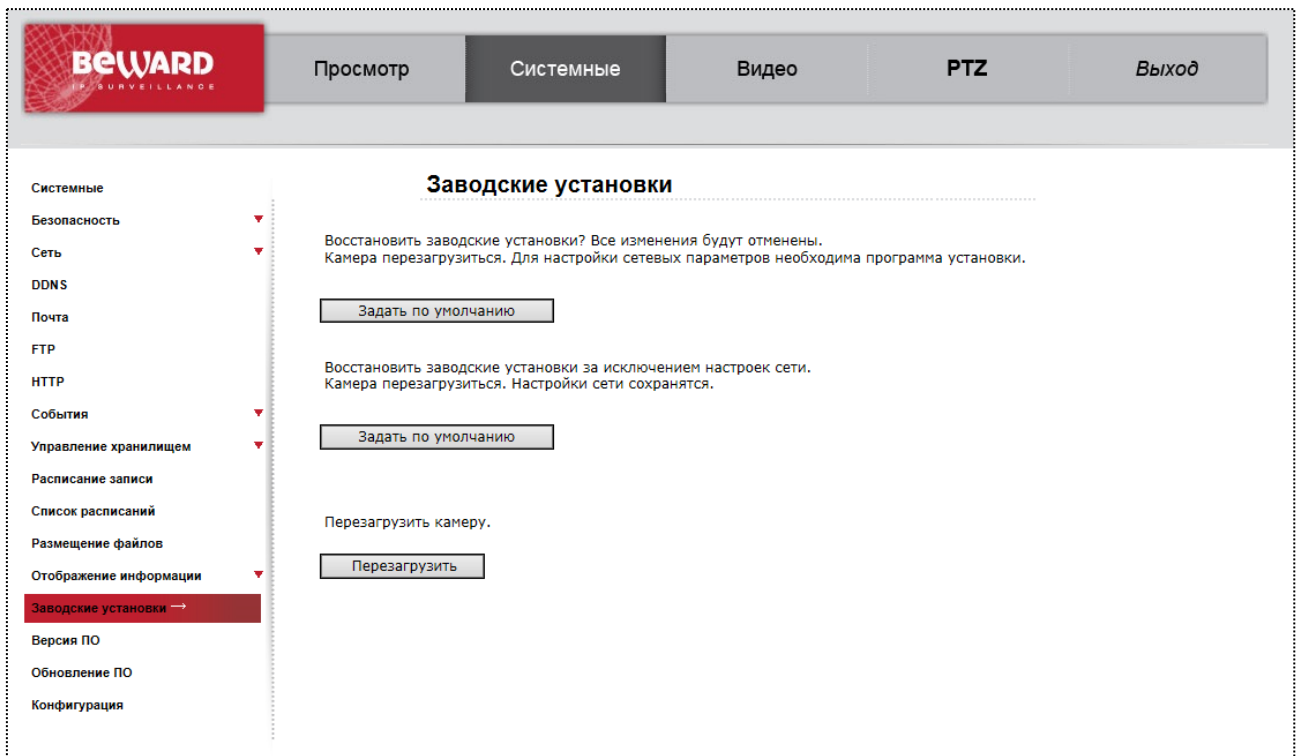 BEWARD
IP SURVEILLANCE
Просмотр
Системные
Видео
PTZ
Выход
Системные
Безопасность
Сеть
DDNS
Почта
FTP
HTTP
События
Управление хранилищем
Расписание записи
Список расписаний
Размещение файлов
Отображение информации
Заводские установки →
Версия ПО
Обновление ПО
Конфигурация
Заводские установки
Восстановить заводские установки? Все изменения будут отменены.
Камера перезагрузиться. Для настройки сетевых параметров необходима программа установки.
Задать по умолчанию
Восстановить заводские установки за исключением настроек сети.
Камера перезагрузиться. Настройки сети сохранятся.
Задать по умолчанию
Перезагрузить камеру.
Перезагрузить